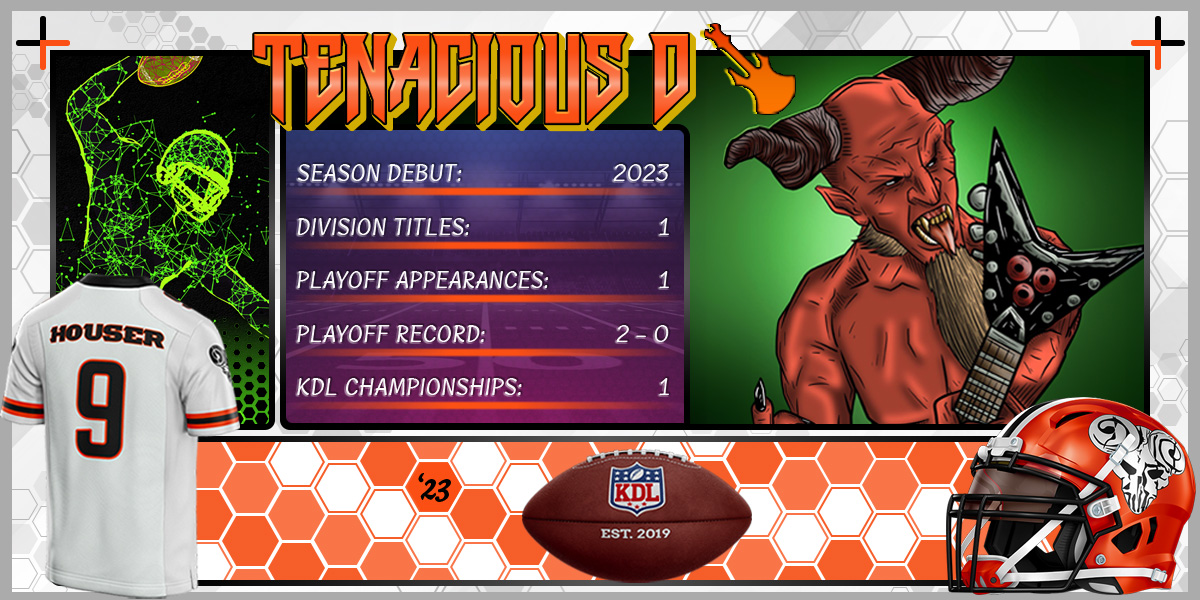 TENACIOUS D
SEASON DEBUT: 2023
DIVISION TITLES: 1
PLAYOFF APPEARANCES: 1
PLAYOFF RECORD: 2 – 0
KDL CHAMPIONSHIPS: 1
HOUSER
9
‘23
KDL
EST. 2019